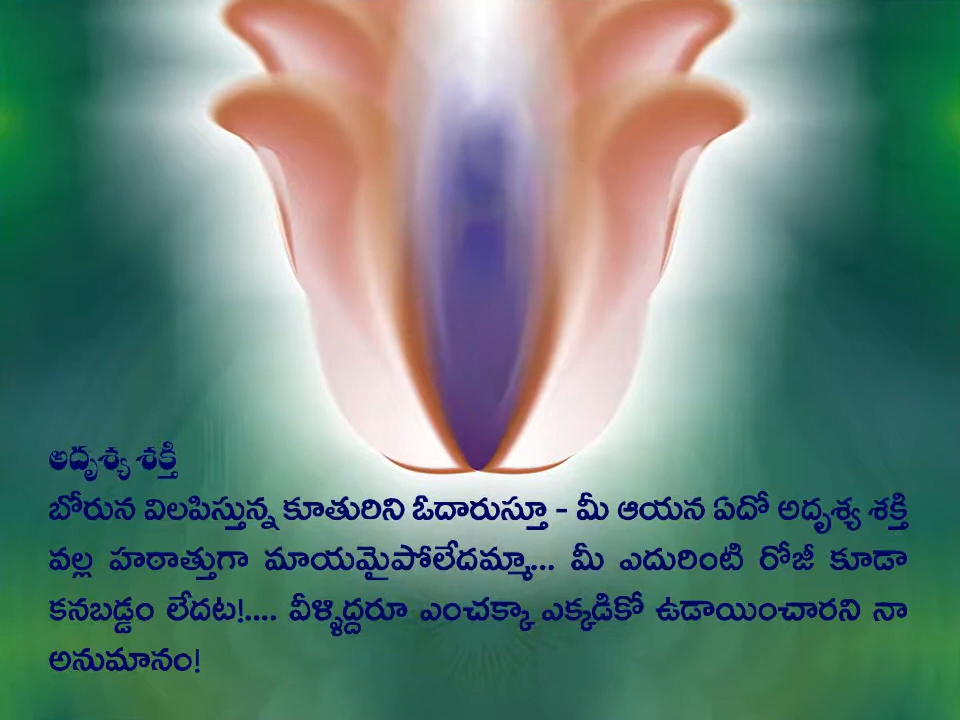 అదృశ్య శక్తి
బోరున విలపిస్తున్న కూతురిని ఓదారుస్తూ - మీ ఆయన ఏదో అదృశ్య శక్తి
వల్ల హఠాత్తుగా మాయమైపోలేదమ్మా... మీ ఎదురింటి రోజీ కూడా
కనబడ్డం లేదట!.... వీళ్ళిద్దరూ ఎంచక్కా ఎక్కడికో ఉడాయించారని నా
అనుమానం!